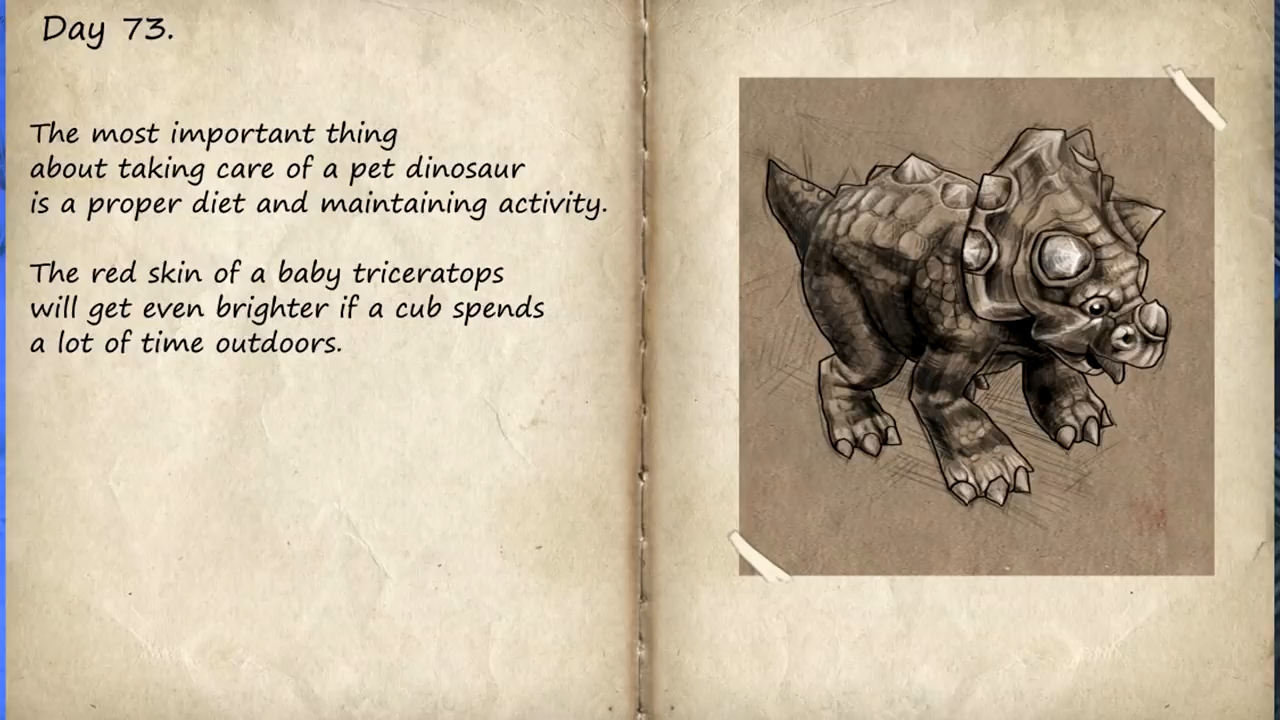 Day 73.
The most important thing
about taking care of a pet dinosaur
is a proper diet and maintaining activity.
The red skin of a baby triceratops
will get even brighter if a cub spends
a lot of time outdoors.